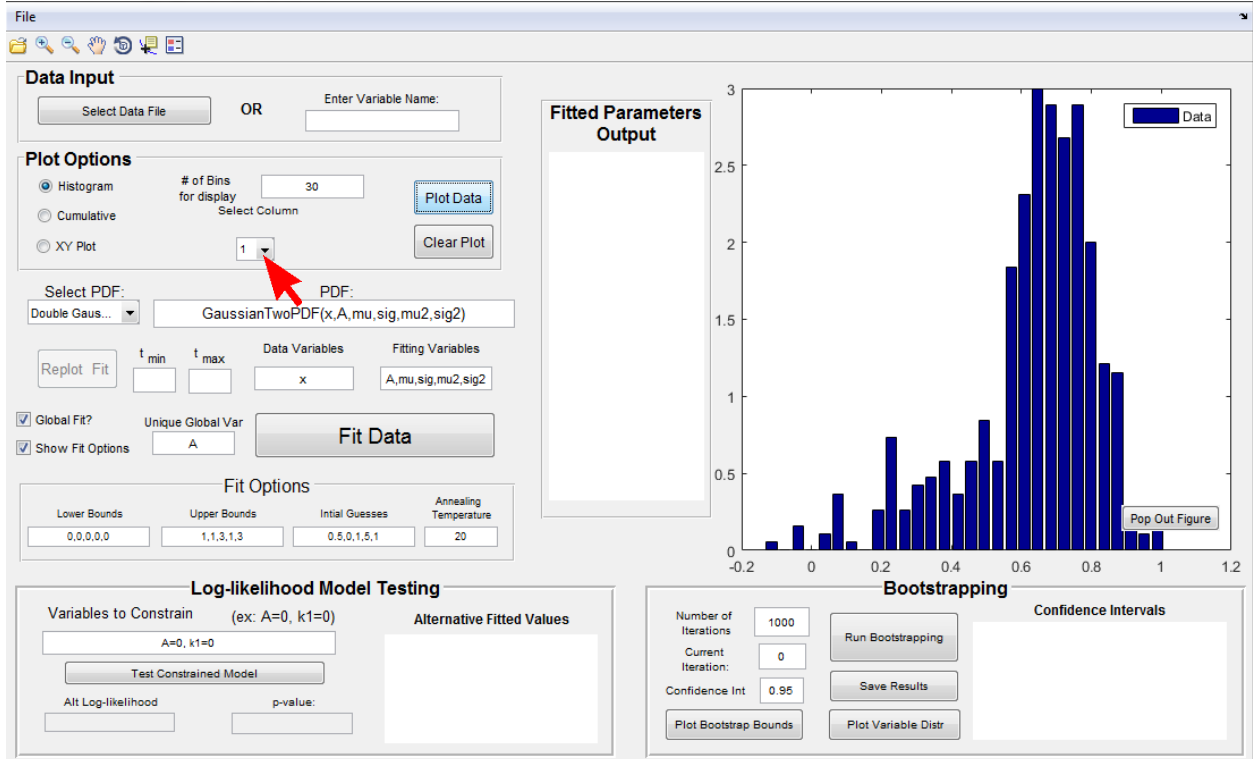 File
Data Input
Select Data File
OR
Enter Variable Name:
Plot Options
Histogram
# of Bins
for display
30
Plot Data
Cumulative
Select Column
XY Plot
1
Clear Plot
Select PDF:
PDF:
Double Gaus...
GaussianTwoPDF(x,A,mu,sig,mu2,sig2)
Replot Fit
t min
t max
Data Variables
Fitting Variables
x
A,mu,sig,mu2,sig2
Global Fit?
Unique Global Var
Show Fit Options
A
Fit Data
Fit Options
Lower Bounds
Upper Bounds
Intial Guesses
Annealing
Temperature
0,0,0,0,0
1,1,3,1,3
0.5,0,1,5,1
20
Fitted Parameters
Output
Data
3
2.5
2
1.5
1
0.5
0
-0.2
0
0.2
0.4
0.6
0.8
1
1.2
Pop Out Figure
Log-likelihood Model Testing
Variables to Constrain
(ex: A=0, k1=0)
A=0, k1=0
Test Constrained Model
Alt Log-likelihood
p-value:
Alternative Fitted Values
Bootstrapping
Number of
Iterations
1000
Run Bootstrapping
Current
Iteration:
0
Confidence Int
0.95
Save Results
Plot Bootstrap Bounds
Plot Variable Distr
Confidence Intervals